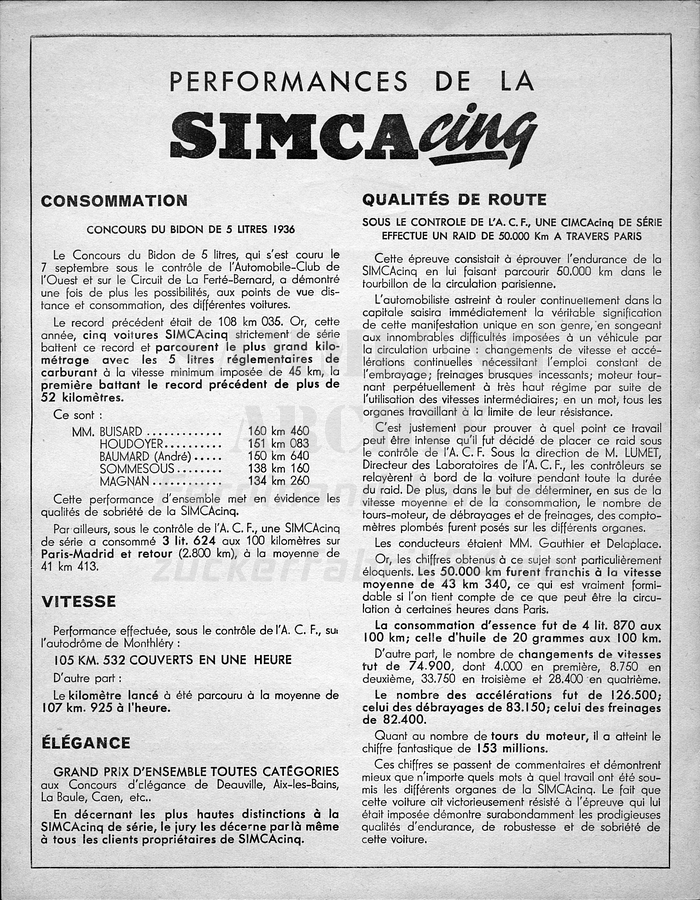 PERFORMANCES DE LA
SIMCAcinq
CONSOMMATION
CONCOURS DU BIDON DE 5 LITRES 1936
Le Concours du Bidon de 5 litres, qui s'est couru le
7 septembre sous le contrôle de l'Automobile-Club de
l'Ouest et sur le Circuit de La Ferté-Bernard, a démontré
une fois de plus les possibilités, aux points de vue dis-
tance et consommation, des différentes voitures.
Le record précédent était de 108 km 035. Or, cette
année, cinq voitures SIMCAcinq strictement de série
battent ce record et parcourent le plus grand kilo-
métrage avec les 5 litres réglementaires de
carburant à la vitesse minimum imposée de 45 km, la
première battant le record précédent de plus de
52 kilomètres.
Ce sont :
MM. BUISARD ............. 160 km 460
HOUDOYER........... 151 km 083
BAUMARD (André)..... 150 km 640
SOMMESOUS........ 138 km 160
MAGNAN............. 134 km 260
Cette performance d'ensemble met en évidence les
qualités de sobriété de la SIMCAcinq.
Par ailleurs, sous le contrôle de l'A. C. F., une SIMCAcinq
de série a consommé 3 lit. 624 aux 100 kilomètres sur
Paris-Madrid et retour (2.800 km), à la moyenne de
41 km 413.
VITESSE
Performance effectuée, sous le contrôle de l'A. C. F., sur
l'autodrome de Monthléry :
105 KM. 532 COUVERTS EN UNE HEURE
D'autre part :
Le kilomètre lancé a été parcouru à la moyenne de
107 km. 925 à l'heure.
ÉLÉGANCE
GRAND PRIX D'ENSEMBLE TOUTES CATÉGORIES
aux Concours d'clégance de Deauville, Aix-les-Bains,
La Baule, Caen, etc..
En décernant les plus hautes distinctions à la
SIMCAcinq de série, le jury les décerne par là même
à tous les clients propriétaires de SIMCAcinq.
QUALITÉS DE ROUTE
SOUS LE CONTROLE DE L'A. C. F., UNE CIMCAcinq DE SÉRIE
EFFECTUE UN RAID DE 50.000 Km A TRAVERS PARIS
Cette épreuve consistait à éprouver l'endurance de la
SIMCAcinq en lui faisant parcourir 50.000 km dans le
tourbillon de la circulation parisienne.
L'automobiliste astreint à rouler continuellement dans la
capitale saisira immédiatement la véritable signification
de cette manifestation unique en son genre, en songeant
aux innombrables difficultés imposées à un véhicule par
la circulation urbaine : changements de vitesse et accé-
lérations continuelles nécessitant l'emploi constant de
l'embrayage; freinages brusques incessants; moteur tour-
nant perpétuellement à très haut régime par suite de
l'utilisation des vitesses intermédiaires; en un mot, tous les
organes travaillant à la limite de leur résistance.
C'est justement pour prouver à quel point ce travail
peut être intense qu'il fut décidé de placer ce raid sous
le contrôle de l'A. C. F. Sous la direction de M. LUMET,
Directeur des Laboratoires de l'A. C. F., les contrôleurs se
relayèrent à bord de la voiture pendant toute la durée
du raid. De plus, dans le but de déterminer, en sus de la
vitesse moyenne et de la consommation, le nombre de
tours-moteur, de débrayages et de freinages, des compto-
mètres plombés furent posés sur les différents organes.
Les conducteurs étaient MM. Gauthier et Delaplace.
Or, les chiffres obtenus à ce sujet sont particulièrement
éloquents. Les 50.000 km furent franchis à la vitesse
moyenne de 43 km 340, ce qui est vraiment formi-
dable si l'on tient compte de ce que peut être la circu-
lation à certaines heures dans Paris.
La consommation d'essence fut de 4 lit. 870 aux
100 km; celle d'huile de 20 grammes aux 100 km.
D'autre part, le nombre de changements de vitesses
tut de 74.900, dont 4.000 en première, 8.750 en
deuxième, 33.750 en troisième et 28.400 en quatrième.
Le nombre des accélérations fut de 126.500;
celui des débrayages de 83.150; celui des freinages
de 82.400.
Quant au nombre de tours du moteur, il a atteint le
chiffre fantastique de 153 millions.
Ces chiffres se passent de commentaires et démontrent
mieux que n'importe quels mots à quel travail ont été sou-
mis les différents organes de la SIMCAcinq. Le fait que
cette voiture ait victorieusement résisté à l'épreuve qui lui
était imposée démontre surabondamment les prodigieuses
qualités d'endurance, de robustesse et de sobriété de
cette voiture.